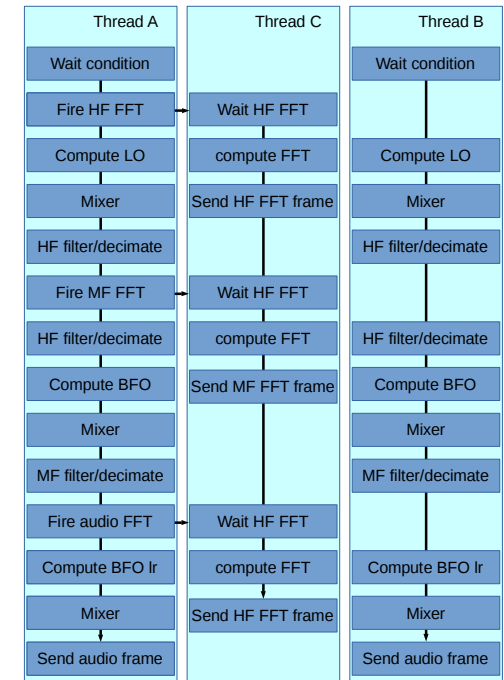 Thread A
Wait condition
Fire HF FFT
Compute LO
Mixer
HF filter/decimate
Fire MF FFT
HF filter/decimate
Compute BFO
Mixer
MF filter/decimate
Fire audio FFT
Compute BFO lr
Mixer
Send audio frame
Thread C
Wait HF FFT
compute FFT
Send HF FFT frame
Wait HF FFT
compute FFT
Send MF FFT frame
Wait HF FFT
compute FFT
Send HF FFT frame
Thread B
Wait condition
Compute LO
Mixer
HF filter/decimate
HF filter/decimate
Compute BFO
Mixer
MF filter/decimate
Compute BFO lr
Mixer
Send audio frame